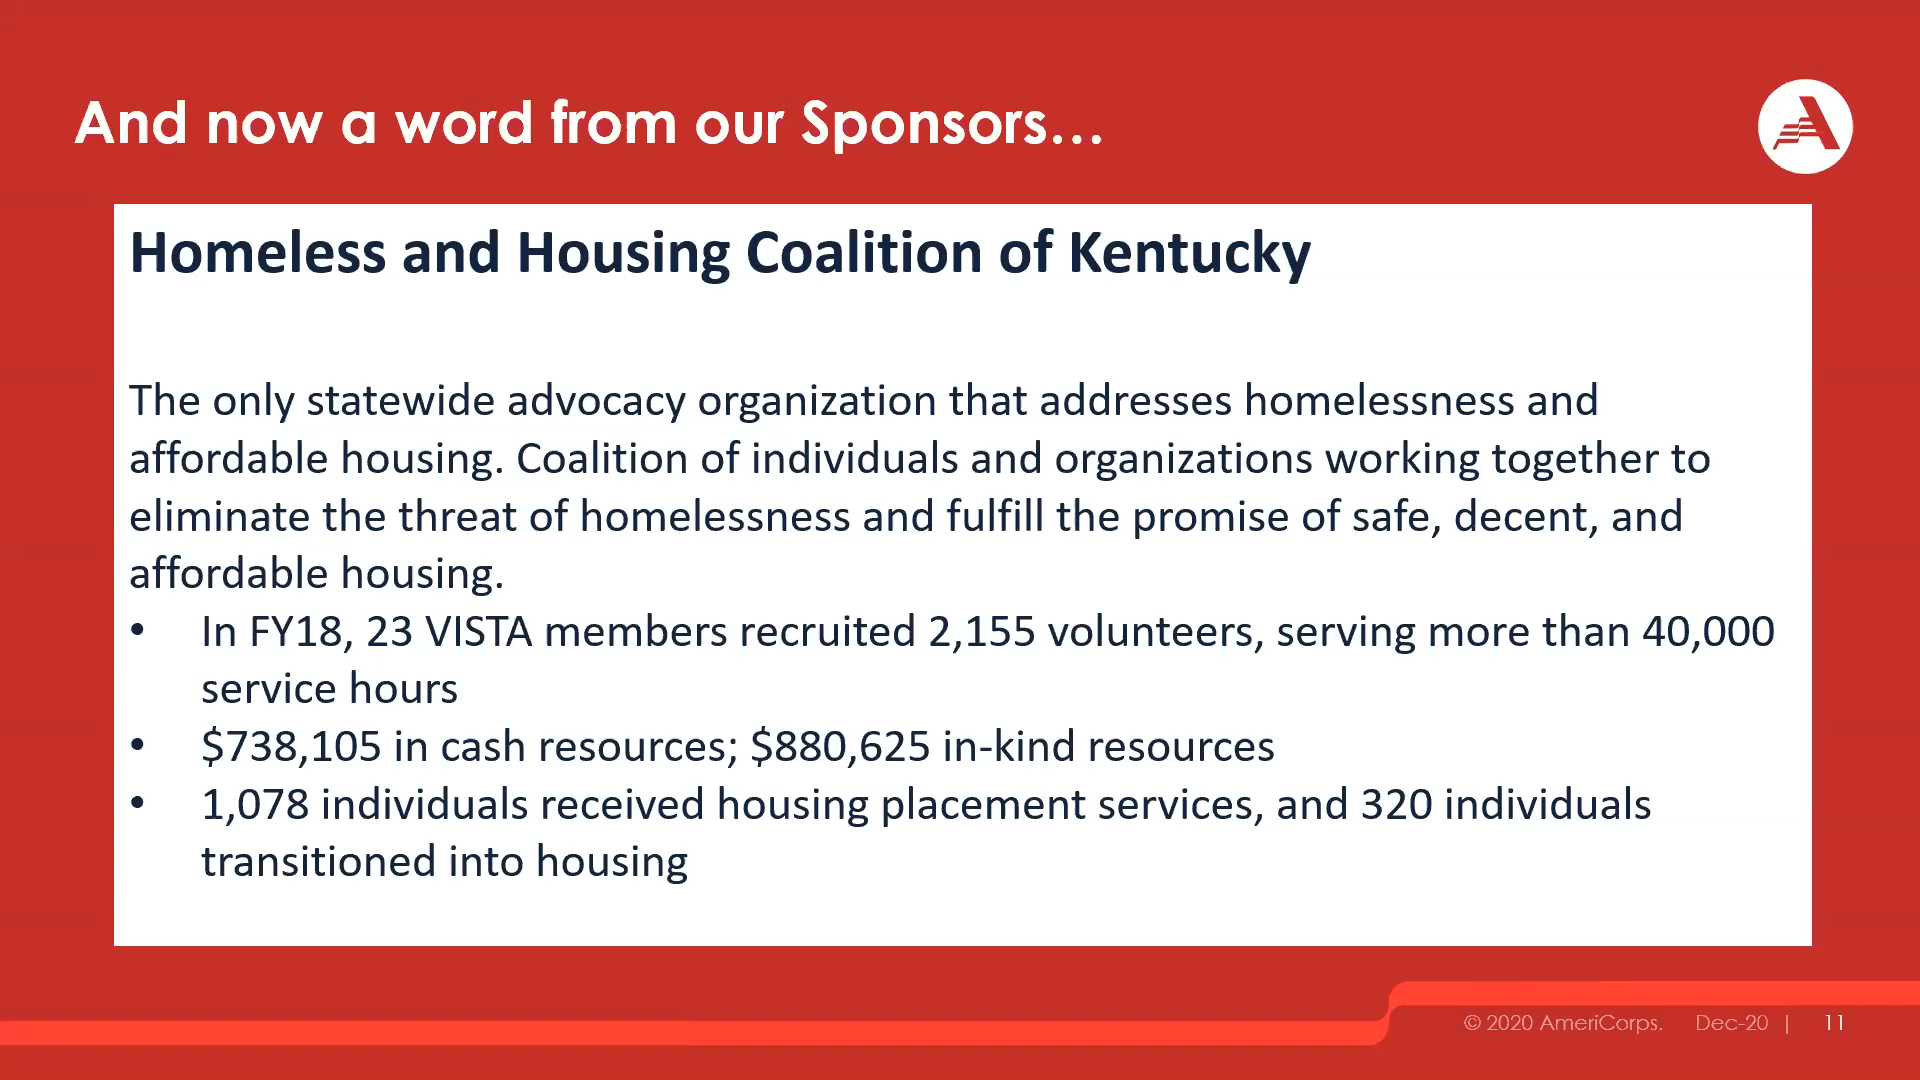 And now a word from our Sponsors...
Homeless and Housing Coalition of Kentucky
The only statewide advocacy organization that addresses homelessness and
affordable housing. Coalition of individuals and organizations working together to
eliminate the threat of homelessness and fulfill the promise of safe, decent, and
affordable housing.
• In FY18, 23 VISTA members recruited 2,155 volunteers, serving more than 40,000
service hours
• $738,105 in cash resources; $880,625 in-kind resources
• 1,078 individuals received housing placement services, and 320 individuals
transitioned into housing
© 2020 AmeriCorps. Dec-20 | 11